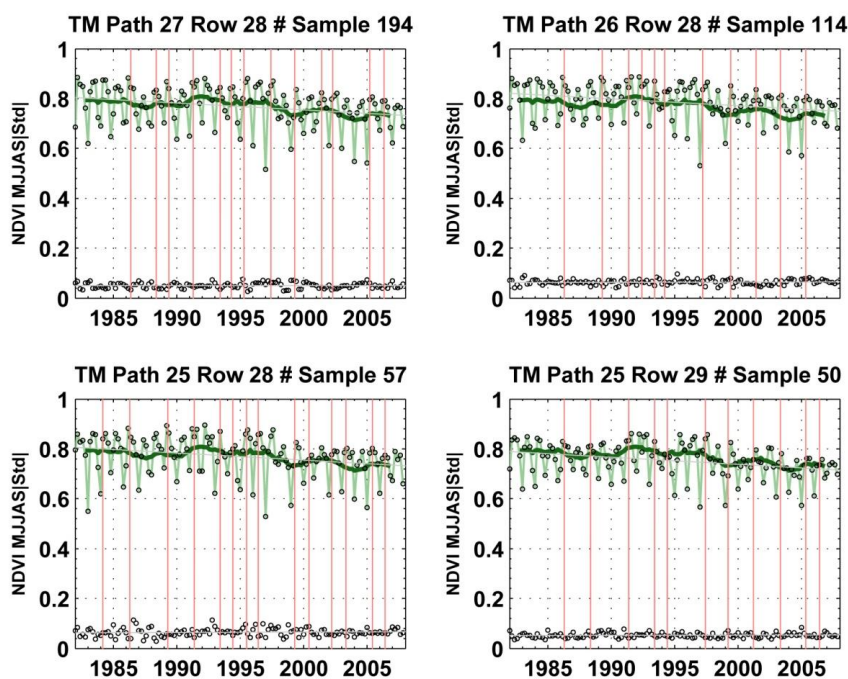 TM Path 27 Row 28 # Sample 194
NDVI MJJAS|Std|
1
0.8
0.6
0.4
0.2
0
1985 1990 1995 2000 2005
TM Path 26 Row 28 # Sample 114
NDVI MJJAS|Std|
1
0.8
0.6
0.4
0.2
0
1985 1990 1995 2000 2005
TM Path 25 Row 28 # Sample 57
NDVI MJJAS|Std|
1
0.8
0.6
0.4
0.2
0
1985 1990 1995 2000 2005
TM Path 25 Row 29 # Sample 50
NDVI MJJAS|Std|
1
0.8
0.6
0.4
0.2
0
1985 1990 1995 2000 2005